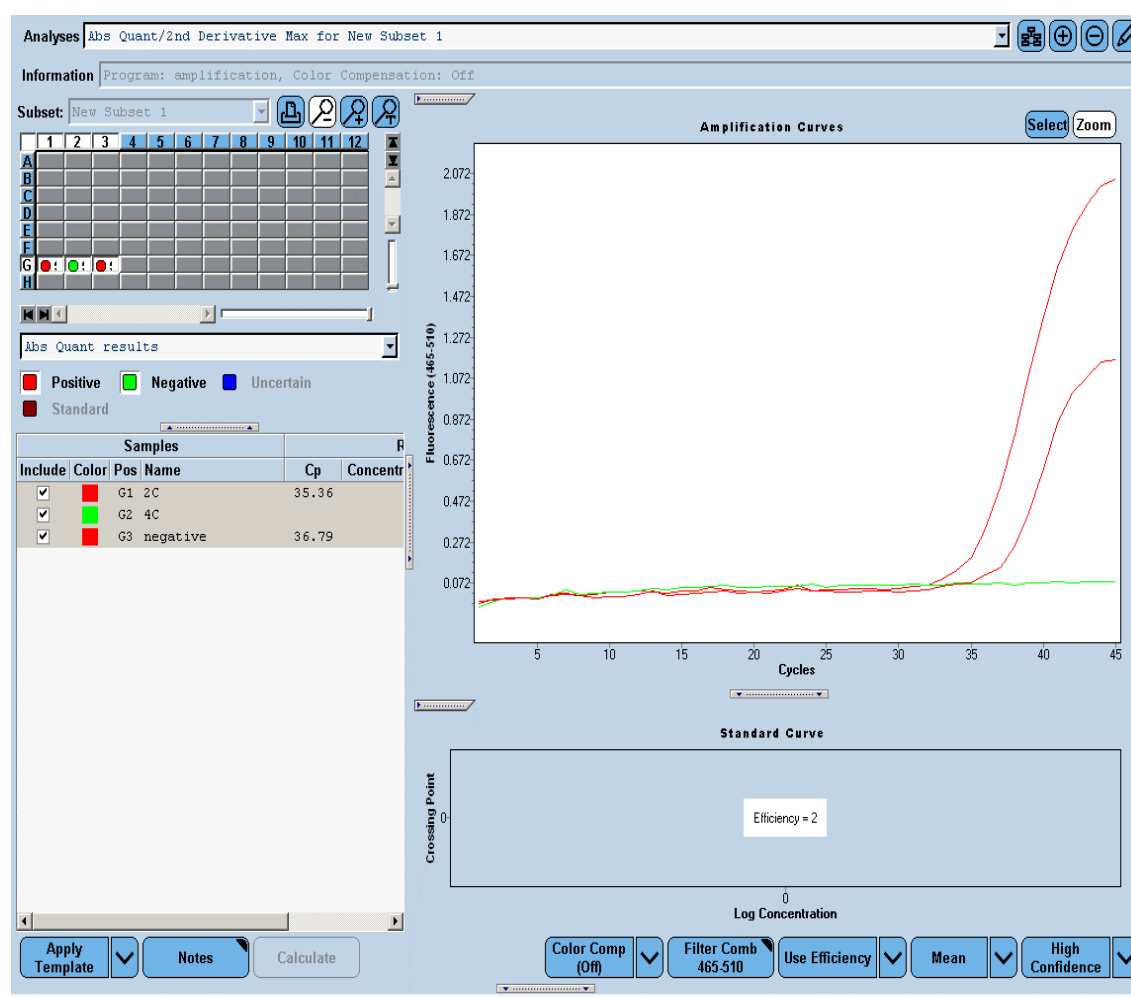 Analyses Abs Quant/2nd Derivative Max for New Subset 1
Information Program: amplification, Color Compensation: Off
Subset: New Subset 1
1 2 3 4 5 6 7 8 9 10 11 12
A
B
C
D
E
F
G
H
Abs Quant results
Positive Negative Uncertain
Standard
Samples R
Include Color Pos Name Cp Concentr
G1 2C 35.36
G2 4C
G3 negative 36.79
Apply Template Notes Calculate
Amplification Curves
Select Zoom
Fluorescence (465-510)
2.072
1.872
1.672
1.472
1.272
1.072
0.872
0.672
0.472
0.272
0.072
5 10 15 20 25 30 35 40 45
Cycles
Standard Curve
Crossing Point
0
Efficiency = 2
0
Log Concentration
Color Comp (Off) Filter Comb 465-510 Use Efficiency Mean High Confidence